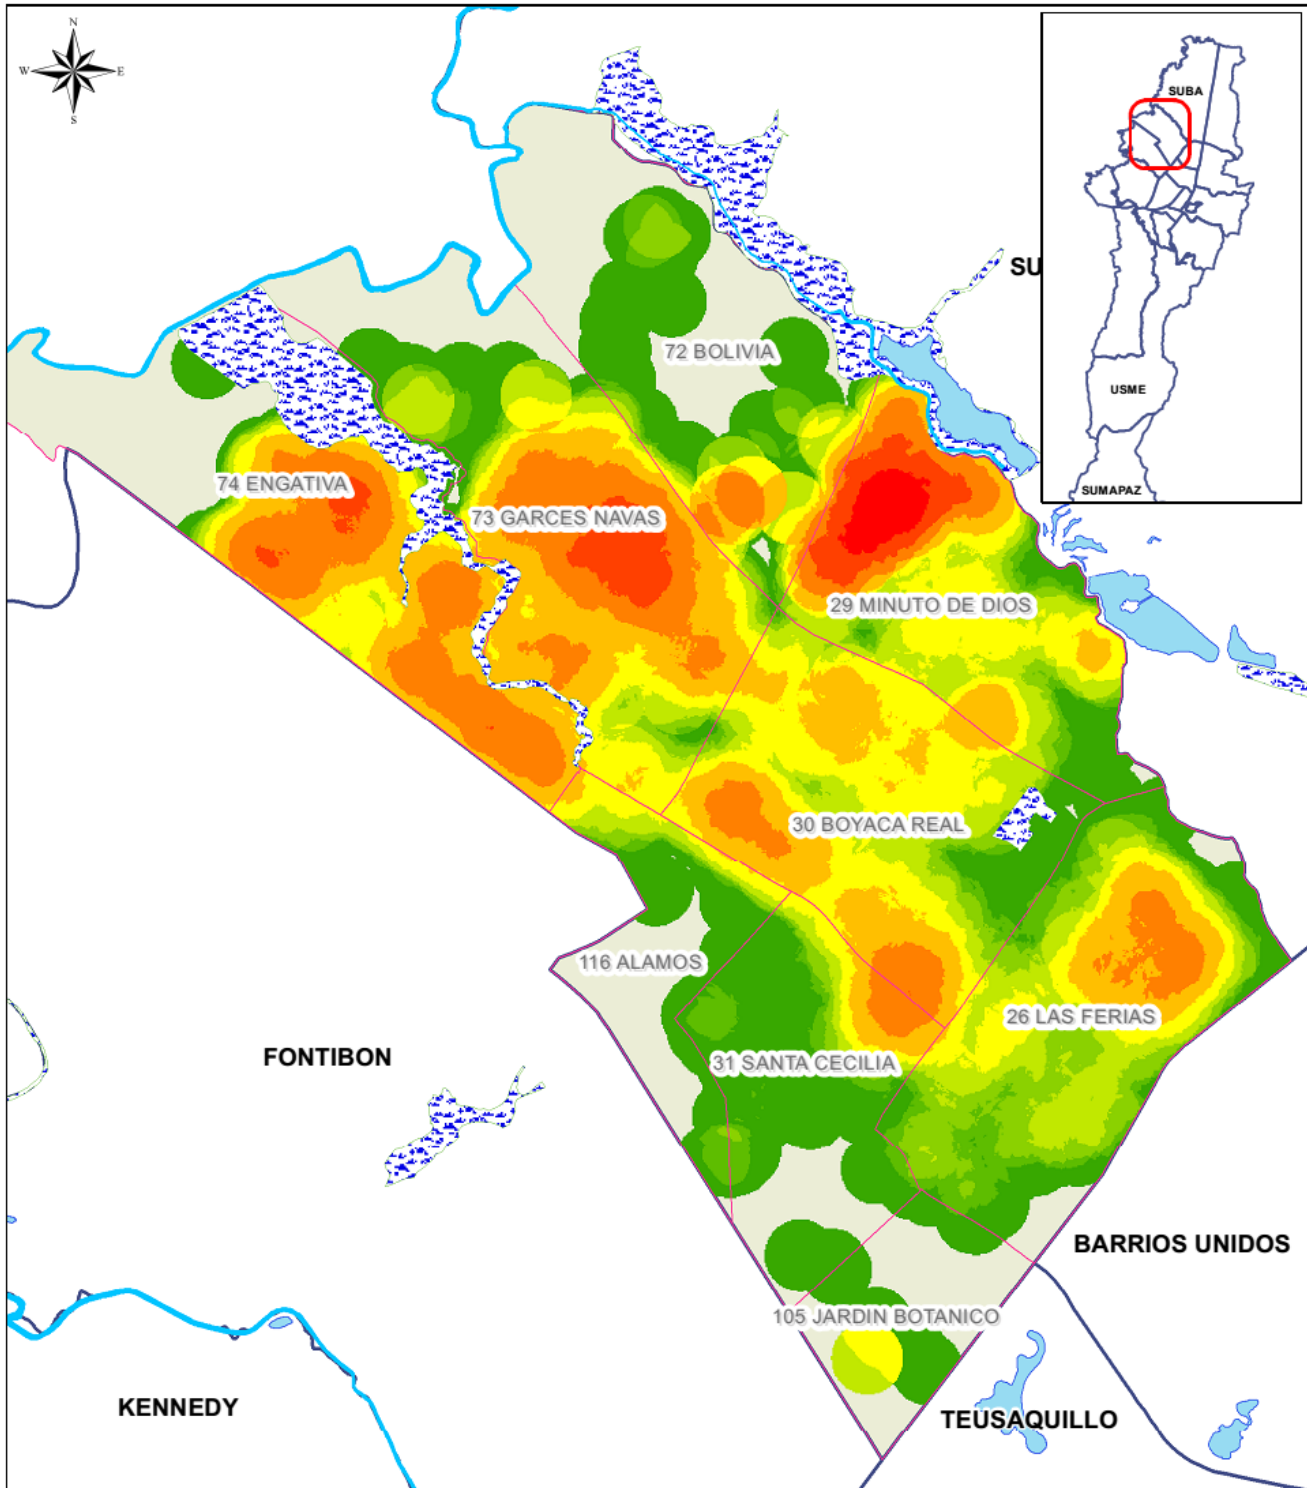 N
W
E
S
SUBA
SU
72 BOLIVIA
USME
SUMAPAZ
74 ENGATIVA
73 GARCES NAVAS
29 MINUTO DE DIOS
30 BOYACA REAL
116 ALAMOS
26 LAS FERIAS
FONTIBON
31 SANTA CECILIA
BARRIOS UNIDOS
105 JARDIN BOTANICO
KENNEDY
TEUSAQUILLO